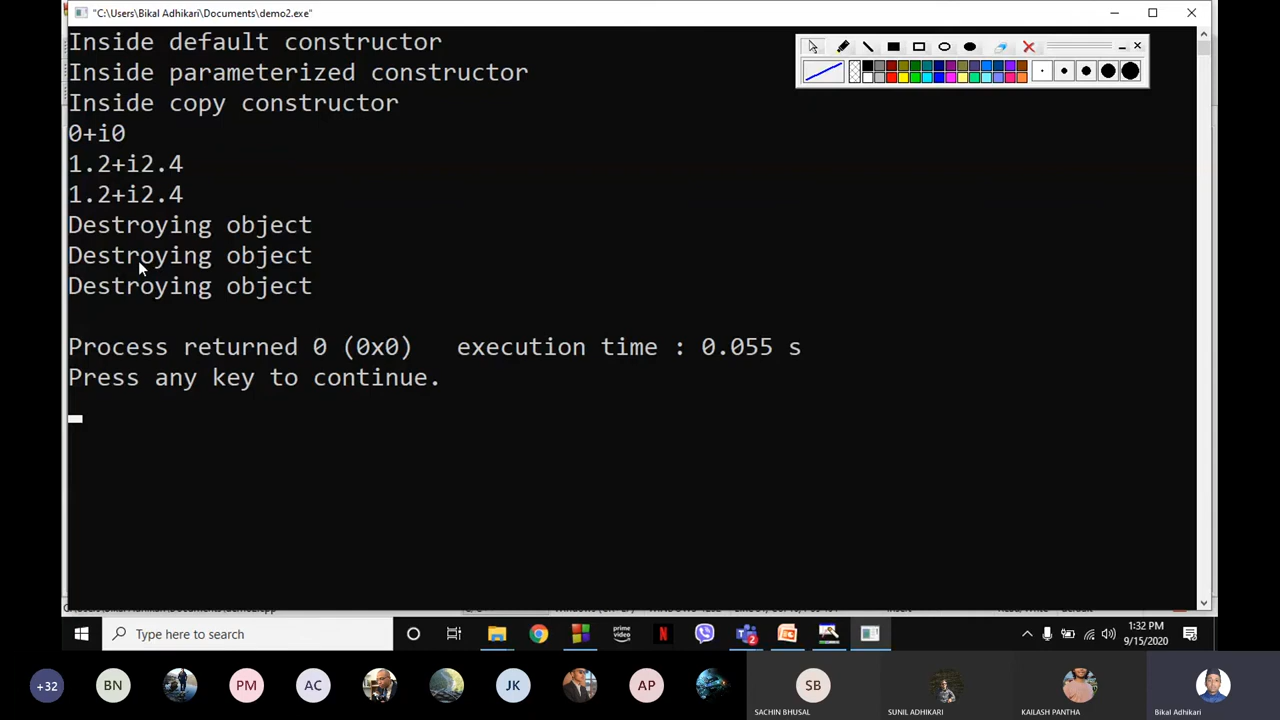 "C:\Users\Bikal Adhikari\Documents\demo2.exe"
Inside default constructor
Inside parameterized constructor
Inside copy constructor
0+i0
1.2+i2.4
1.2+i2.4
Destroying object
Destroying object
Destroying object
Process returned 0 (0x0)   execution time : 0.055 s
Press any key to continue.
Type here to search
prime video
N
2
1:32 PM
9/15/2020
+32
BN
PM
AC
JK
AP
SB
SACHIN BHUSAL
SUNIL ADHIKARI
KAILASH PANTHA
Bikal Adhikari